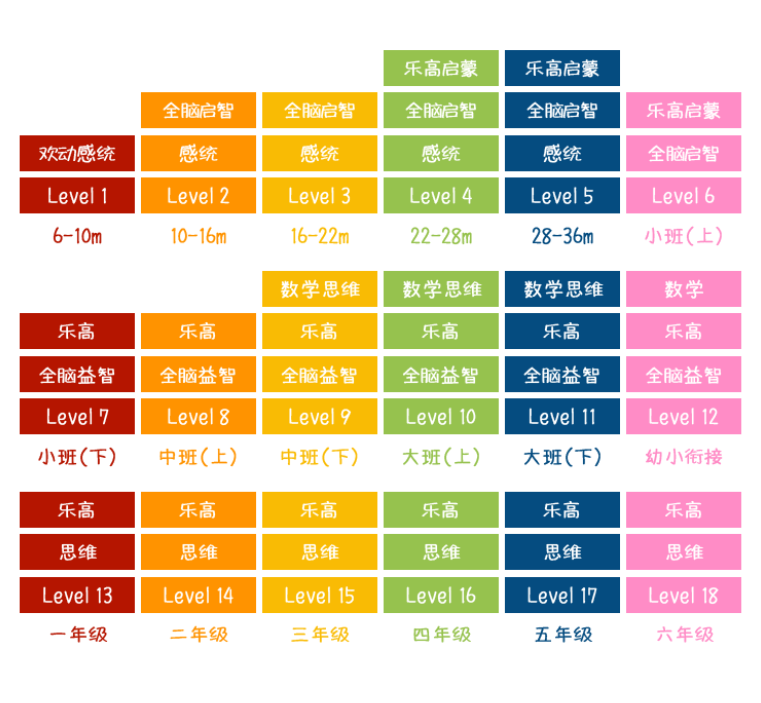 乐高启蒙 乐高启蒙
全脑启智 全脑启智 全脑启智 全脑启智 乐高启蒙
欢动感统 感统 感统 感统 感统 全脑启智
Level 1 Level 2 Level 3 Level 4 Level 5 Level 6
6-10m 10-16m 16-22m 22-28m 28-36m 小班(上)
数学思维 数学思维 数学思维 数学
乐高 乐高 乐高 乐高 乐高 乐高
全脑益智 全脑益智 全脑益智 全脑益智 全脑益智 全脑益智
Level 7 Level 8 Level 9 Level 10 Level 11 Level 12
小班(下) 中班(上) 中班(下) 大班(上) 大班(下) 幼小衔接
乐高 乐高 乐高 乐高 乐高 乐高
思维 思维 思维 思维 思维 思维
Level 13 Level 14 Level 15 Level 16 Level 17 Level 18
一年级 二年级 三年级 四年级 五年级 六年级